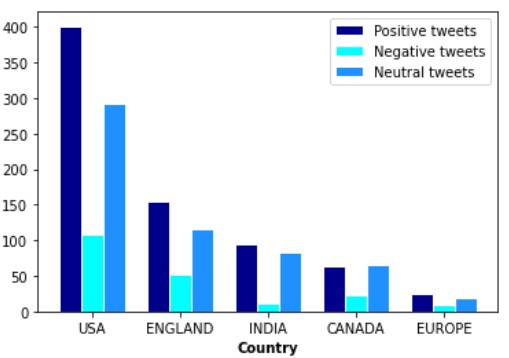 400
350
300
250
200
150
100
50
0
Positive tweets
Negative tweets
Neutral tweets
USA ENGLAND INDIA CANADA EUROPE
Country